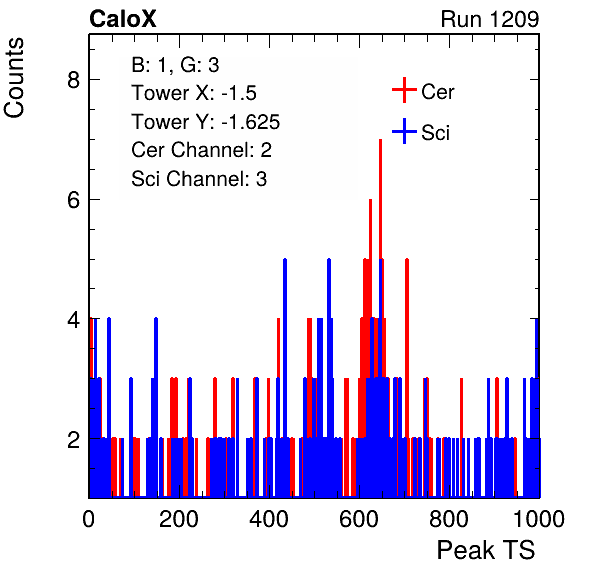 CaloX Run 1209
B: 1, G: 3
Tower X: -1.5
Tower Y: -1.625
Cer Channel: 2
Sci Channel: 3
Cer
Sci
Counts
8
6
4
2
0 200 400 600 800 1000
Peak TS